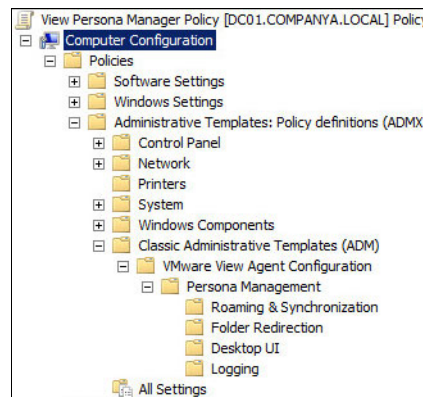 View Persona Manager Policy [DC01.COMPANYA.LOCAL] Policy
Computer Configuration
Policies
Software Settings
Windows Settings
Administrative Templates: Policy definitions (ADMX
Control Panel
Network
Printers
System
Windows Components
Classic Administrative Templates (ADM)
VMware View Agent Configuration
Persona Management
Roaming & Synchronization
Folder Redirection
Desktop UI
Logging
All Settings